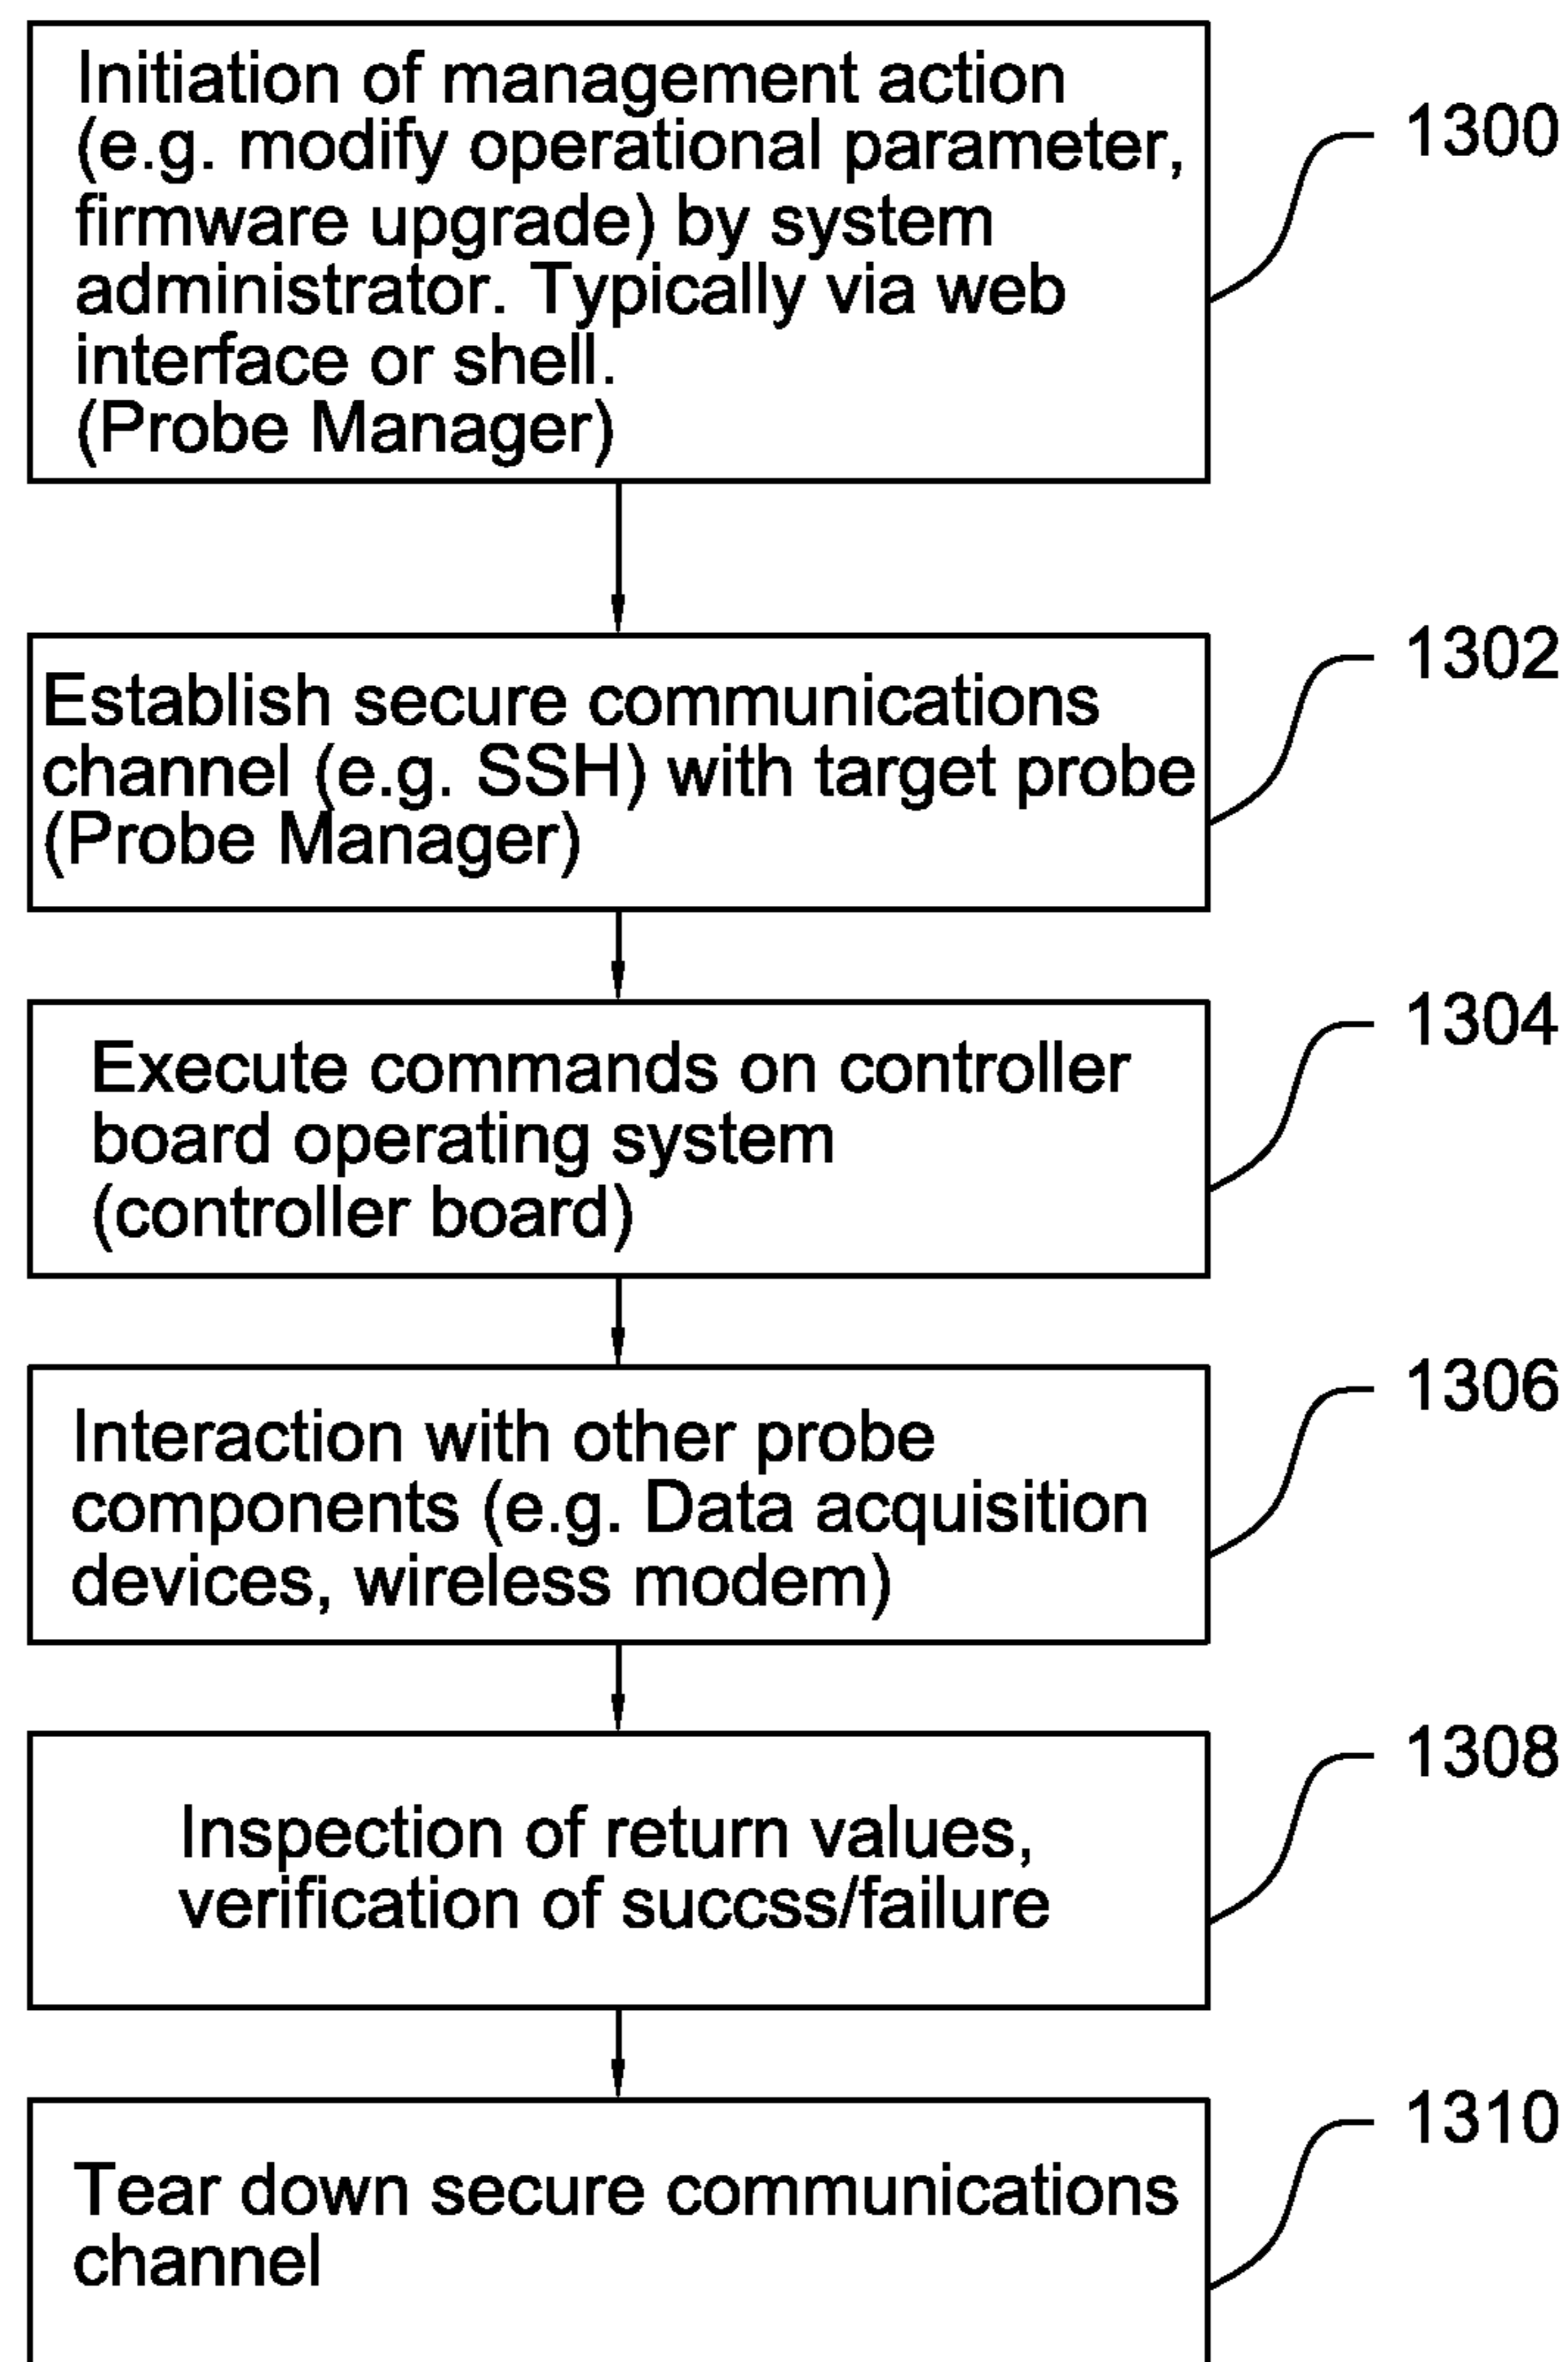 Initiation of management action
(e.g. modify operational parameter,
firmware upgrade) by system
administrator. Typically via web
interface or shell.
(Probe Manager)
1300
Establish secure communications
channel (e.g. SSH) with target probe
(Probe Manager)
1302
Execute commands on controller
board operating system
(controller board)
1304
Interaction with other probe
components (e.g. Data acquisition
devices, wireless modem)
1306
Inspection of return values,
verification of succss/failure
1308
Tear down secure communications
channel
1310